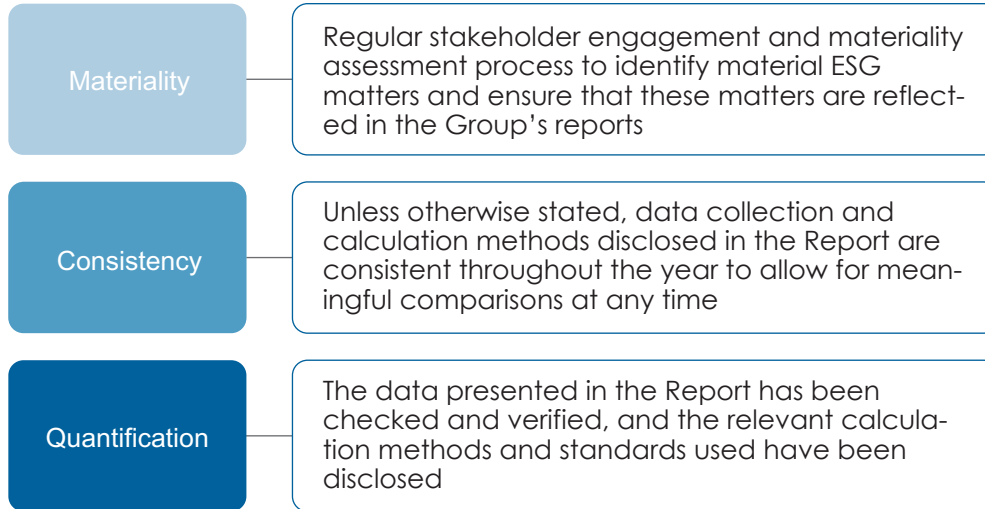 Materiality
Regular stakeholder engagement and materiality
assessment process to identify material ESG
matters and ensure that these matters are reflect-
ed in the Group's reports
Consistency
Unless otherwise stated, data collection and
calculation methods disclosed in the Report are
consistent throughout the year to allow for mean-
ingful comparisons at any time
Quantification
The data presented in the Report has been
checked and verified, and the relevant calcula-
tion methods and standards used have been
disclosed